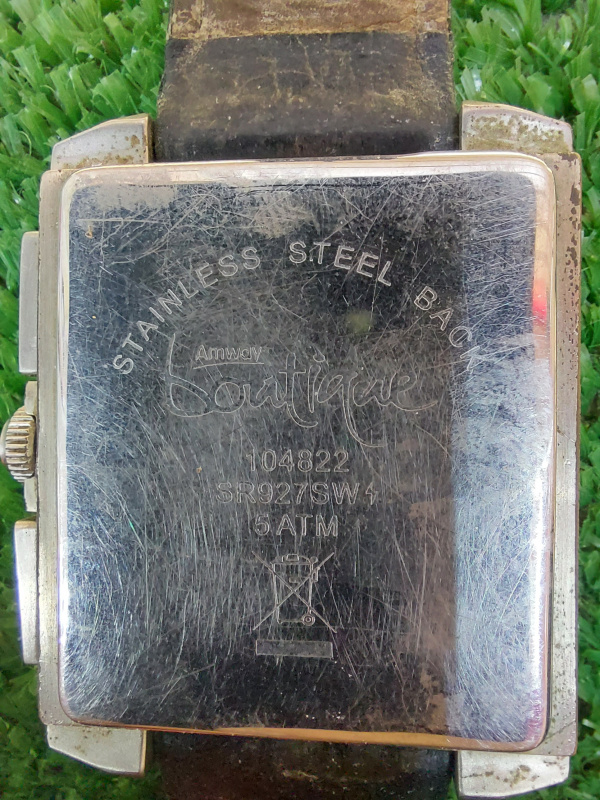 STAINLESS STEEL BACK
Amway
boutique
104822
SR927SW
5 ATM